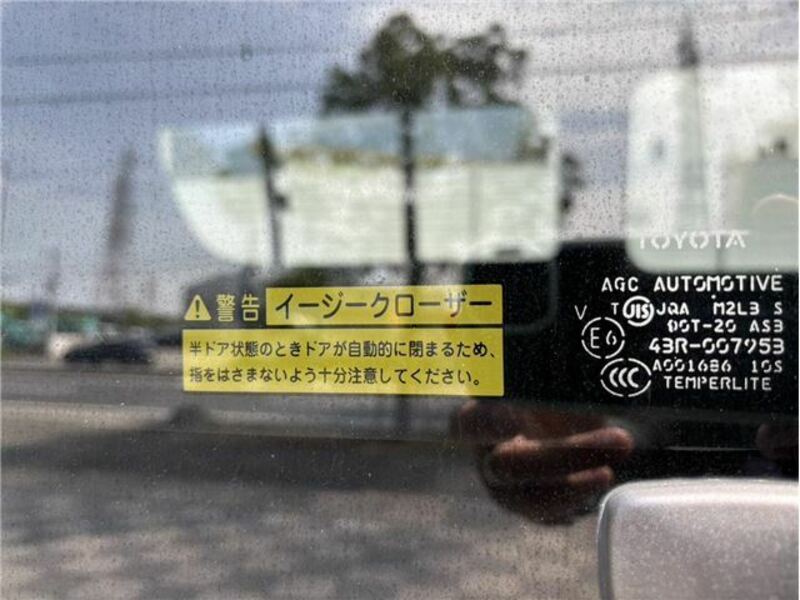 警告 イージークローザー
半ドア状態のときドアが自動的に閉まるため、
指をはさまないよう十分注意してください。
TOYOTA
AGC AUTOMOTIVE
V T JIS JQA M2L3 S
DOT-20 AS3
E6 43R-007953
CCC A001686 10S
TEMPERLITE